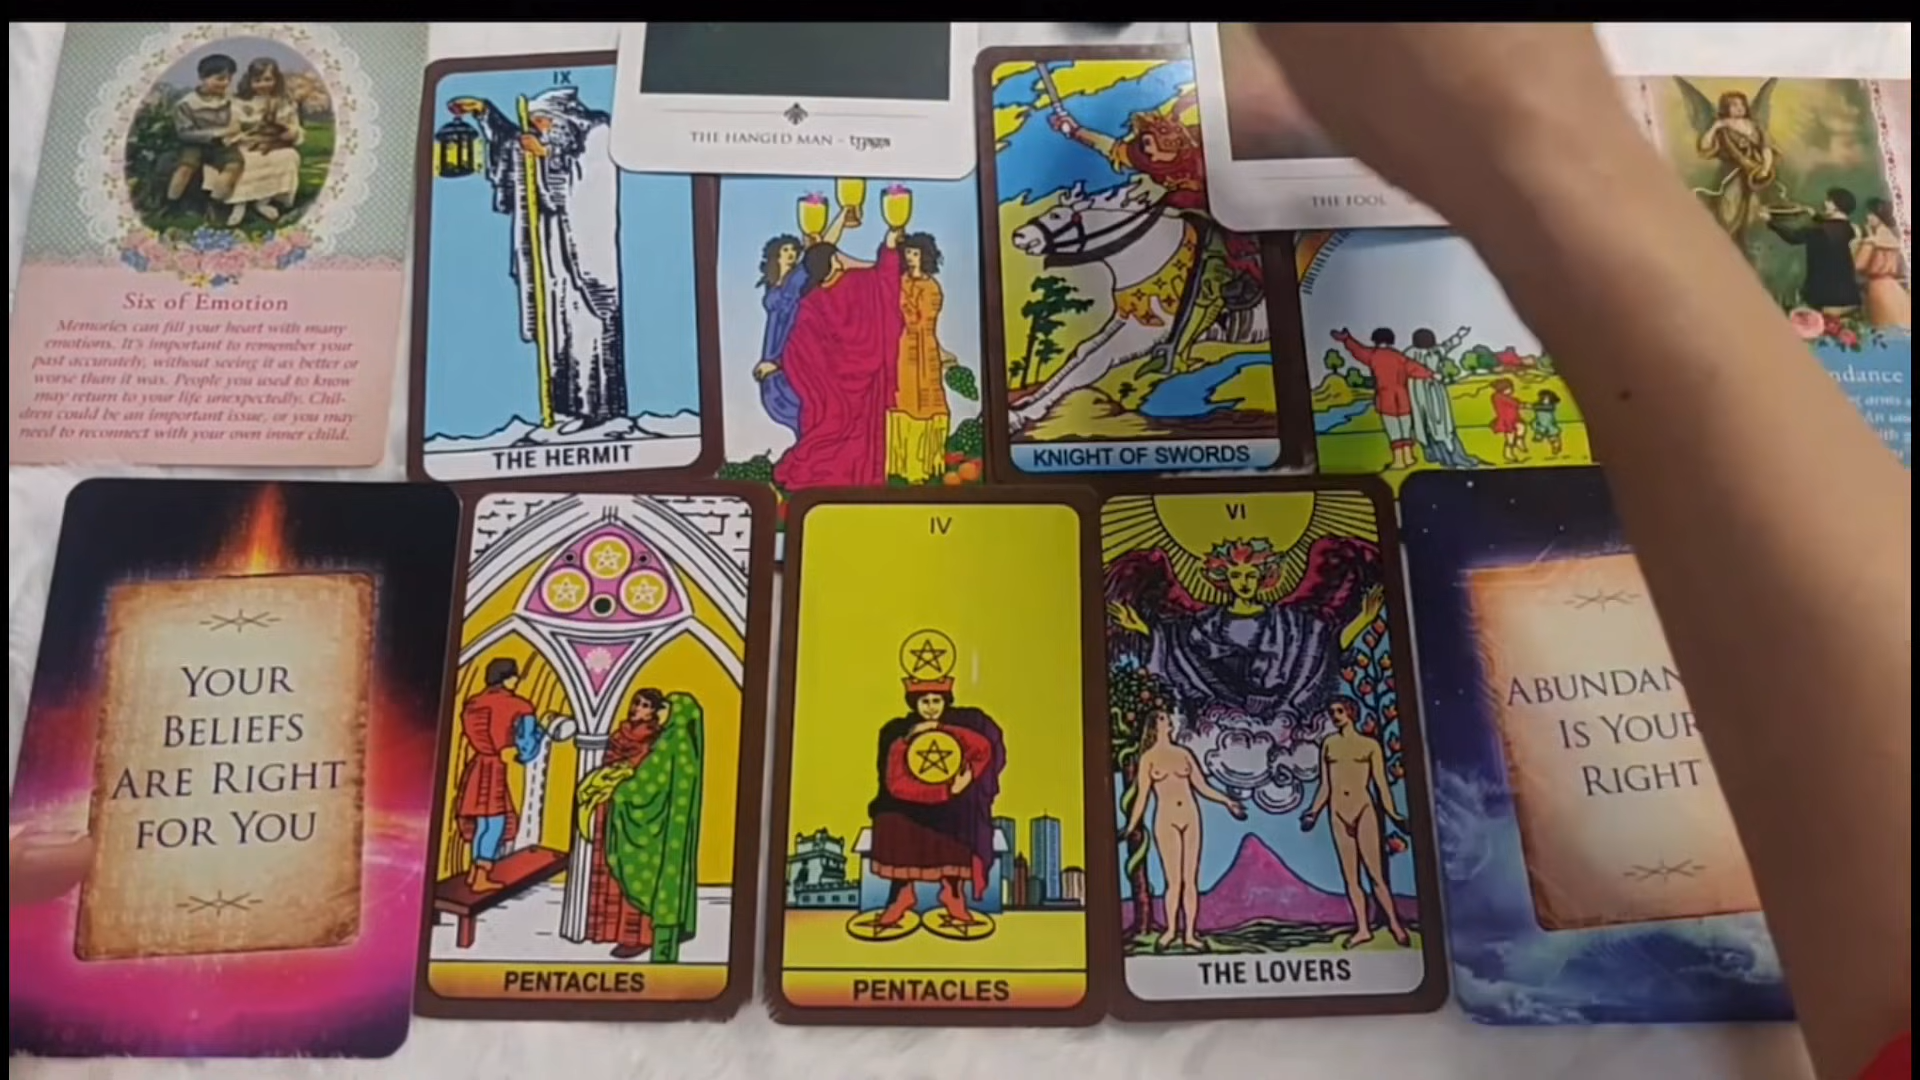 IX
THE HANGED MAN -
THE FOOL
Six of Emotion
Memories can fill your heart with many
emotions. It's important to remember your
past accurately, without seeing it as better or
worse than it was. People you used to know
may return to your life unexpectedly. Chil-
dren could be an important issue, or you may
need to reconnect with your own inner child.
THE HERMIT
KNIGHT OF SWORDS
ndance
arms
YOUR
BELIEFS
ARE RIGHT
FOR YOU
III
PENTACLES
IV
PENTACLES
VI
THE LOVERS
ABUNDAN
IS YOUR
RIGHT